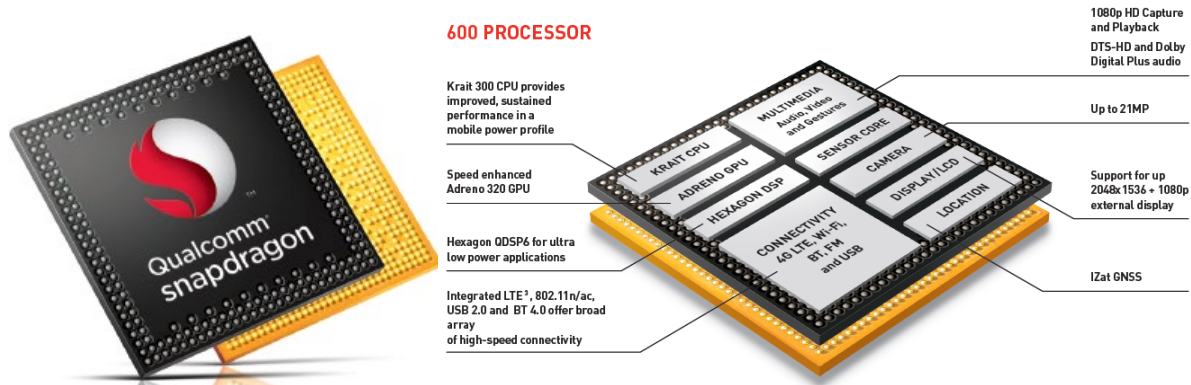 Qualcomm®
snapdragon
™
600 PROCESSOR
Krait 300 CPU provides
improved, sustained
performance in a
mobile power profile
Speed enhanced
Adreno 320 GPU
Hexagon QDSP6 for ultra
low power applications
Integrated LTE³, 802.11n/ac,
USB 2.0 and BT 4.0 offer broad
array
of high-speed connectivity
MULTIMEDIA
Audio, Video
and Gestures
KRAIT CPU
ADRENO GPU
HEXAGON DSP
SENSOR CORE
CAMERA
DISPLAY/LCD
LOCATION
CONNECTIVITY
4G LTE, Wi-Fi,
BT, FM
and USB
1080p HD Capture
and Playback
DTS-HD and Dolby
Digital Plus audio
Up to 21MP
Support for up
2048x1536 + 1080p
external display
IZat GNSS